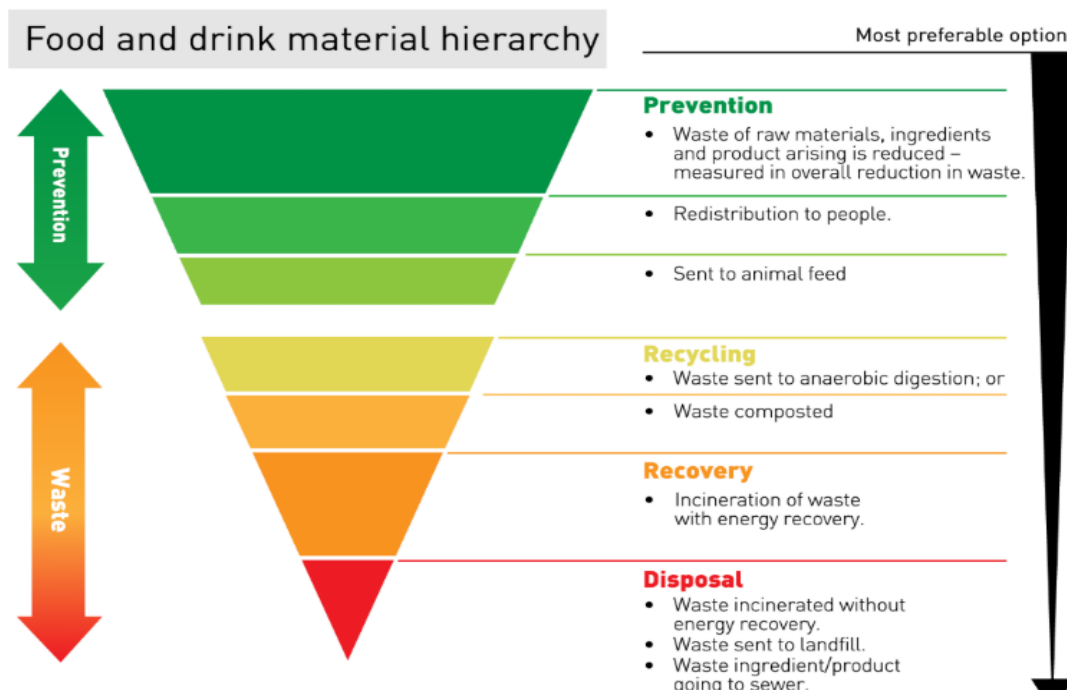 Food and drink material hierarchy
Most preferable option
Prevention
Prevention
• Waste of raw materials, ingredients
and product arising is reduced –
measured in overall reduction in waste.
• Redistribution to people.
• Sent to animal feed
Waste
Recycling
• Waste sent to anaerobic digestion; or
• Waste composted
Recovery
• Incineration of waste
with energy recovery.
Disposal
• Waste incinerated without
energy recovery.
• Waste sent to landfill.
• Waste ingredient/product
going to sewer.